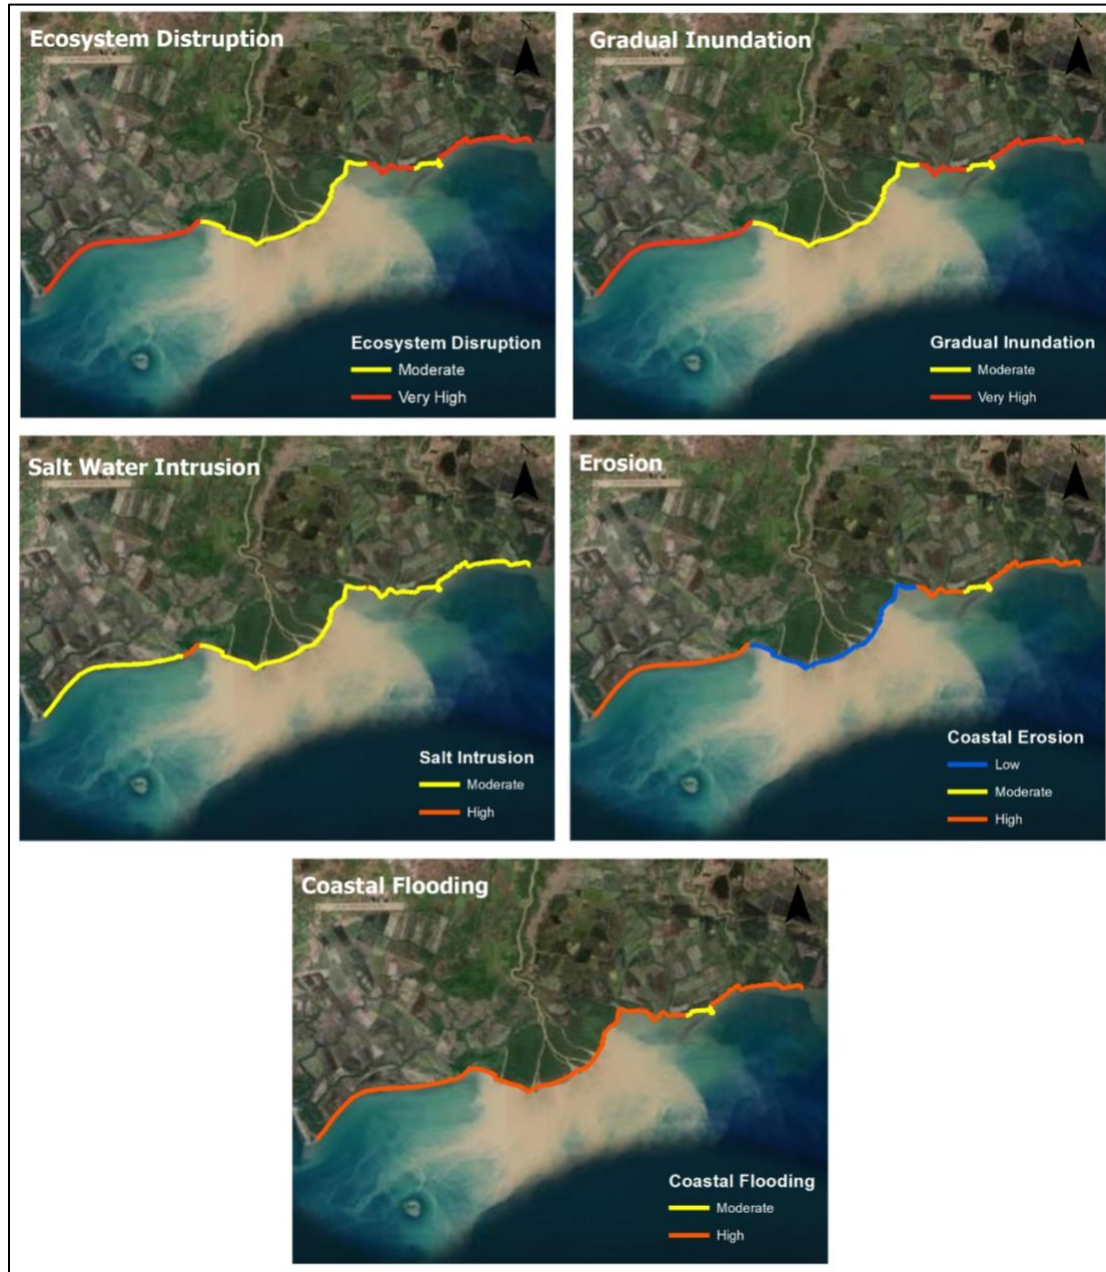 Ecosystem Distruption
Ecosystem Disruption
Moderate
Very High
Gradual Inundation
Gradual Inundation
Moderate
Very High
Salt Water Intrusion
Salt Intrusion
Moderate
High
Erosion
Coastal Erosion
Low
Moderate
High
Coastal Flooding
Coastal Flooding
Moderate
High